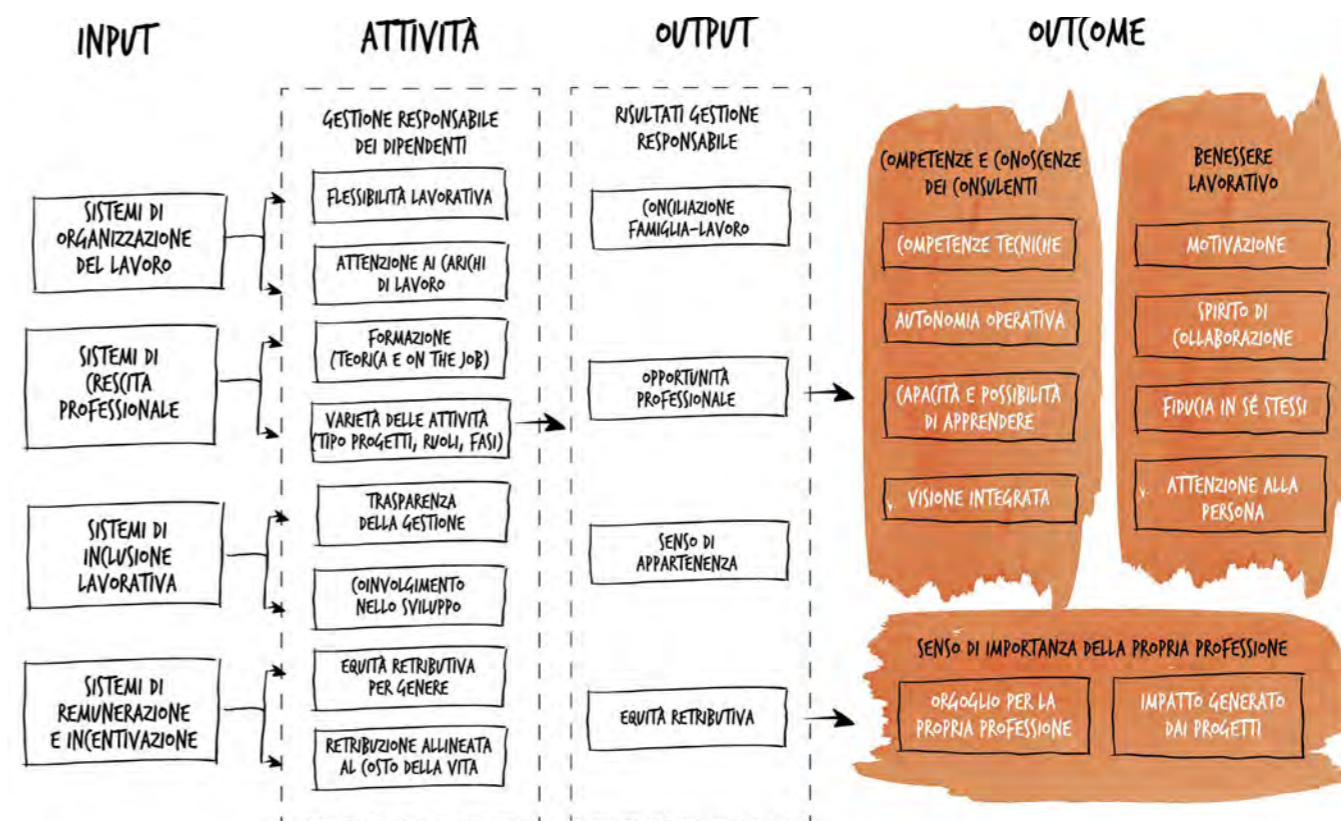 INPUT
ATTIVITÀ
OUTPUT
OUTCOME
SISTEMI DI
ORGANIZZAZIONE
DEL LAVORO
SISTEMI DI
CRESCITA
PROFESSIONALE
SISTEMI DI
INCLUSIONE
LAVORATIVA
SISTEMI DI
REMUNERAZIONE
E INCENTIVAZIONE
GESTIONE RESPONSABILE
DEI DIPENDENTI
FLESSIBILITÀ LAVORATIVA
ATTENZIONE AI CARICHI
DI LAVORO
FORMAZIONE
(TEORICA E ON THE JOB)
VARIETÀ DELLE ATTIVITÀ
(TIPO PROGETTI, RUOLI, FASI)
TRASPARENZA
DELLA GESTIONE
COINVOLGIMENTO
NELLO SVILUPPO
EQUITÀ RETRIBUTIVA
PER GENERE
RETRIBUZIONE ALLINEATA
AL COSTO DELLA VITA
RISULTATI GESTIONE
RESPONSABILE
CONCILIAZIONE
FAMIGLIA-LAVORO
OPPORTUNITÀ
PROFESSIONALE
SENSO DI
APPARTENENZA
EQUITÀ RETRIBUTIVA
COMPETENZE E CONOSCENZE
DEI CONSULENTI
COMPETENZE TECNICHE
AUTONOMIA OPERATIVA
CAPACITÀ E POSSIBILITÀ
DI APPRENDERE
VISIONE INTEGRATA
BENESSERE
LAVORATIVO
MOTIVAZIONE
SPIRITO DI
COLLABORAZIONE
FIDUCIA IN SÉ STESSI
ATTENZIONE ALLA
PERSONA
SENSO DI IMPORTANZA DELLA PROPRIA PROFESSIONE
ORGOGLIO PER LA
PROPRIA PROFESSIONE
IMPATTO GENERATO
DAI PROGETTI